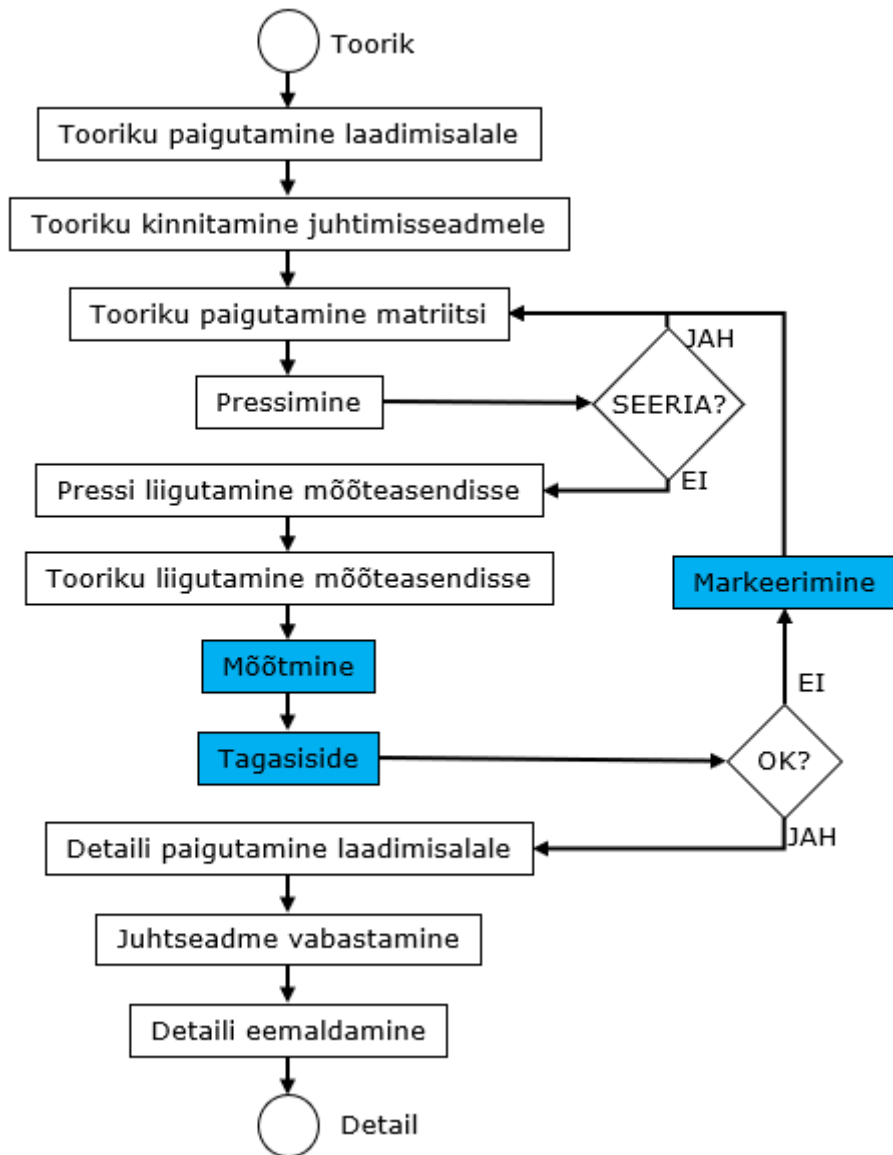 Toorik
Tooriku paigutamine laadimisalale
Tooriku kinnitamine juhtimisseadmele
Tooriku paigutamine matriitsi
JAH
Pressimine
SEERIA?
EI
Pressi liigutamine mõõteasendisse
Tooriku liigutamine mõõteasendisse
Markeerimine
Mõõtmine
EI
Tagasiside
OK?
JAH
Detaili paigutamine laadimisalale
Juhtseadme vabastamine
Detaili eemaldamine
Detail